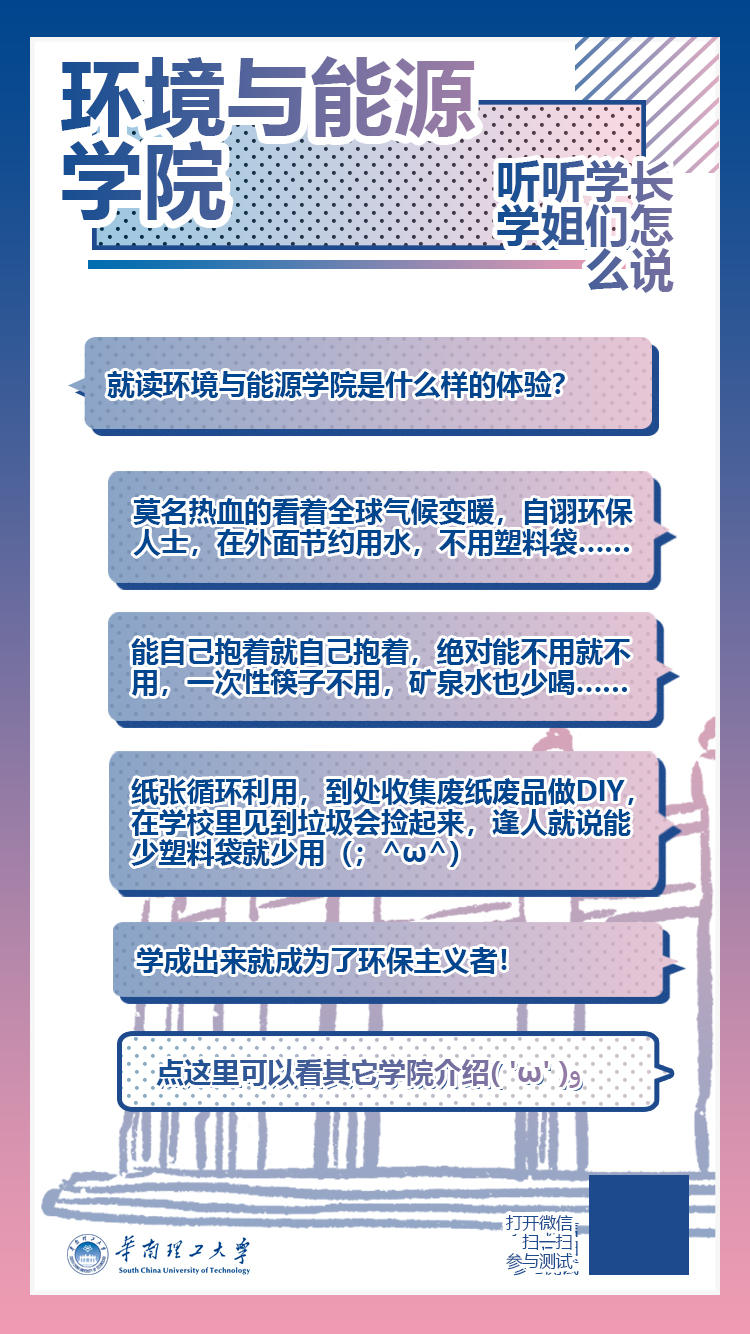 环境与能源
学院
听听学长
学姐们怎
么说
就读环境与能源学院是什么样的体验?
莫名热血的看着全球气候变暖，自诩环保
人士，在外面节约用水，不用塑料袋……
能自己抱着就自己抱着，绝对能不用就不
用，一次性筷子不用，矿泉水也少喝……
纸张循环利用，到处收集废纸废品做DIY，
在学校里见到垃圾会捡起来，逢人就说能
少塑料袋就少用（；^ω^）
学成出来就成为了环保主义者！
点这里可以看其它学院介绍( 'ω' )و
华南理工大学
South China University of Technology
打开微信
扫一扫
参与测试